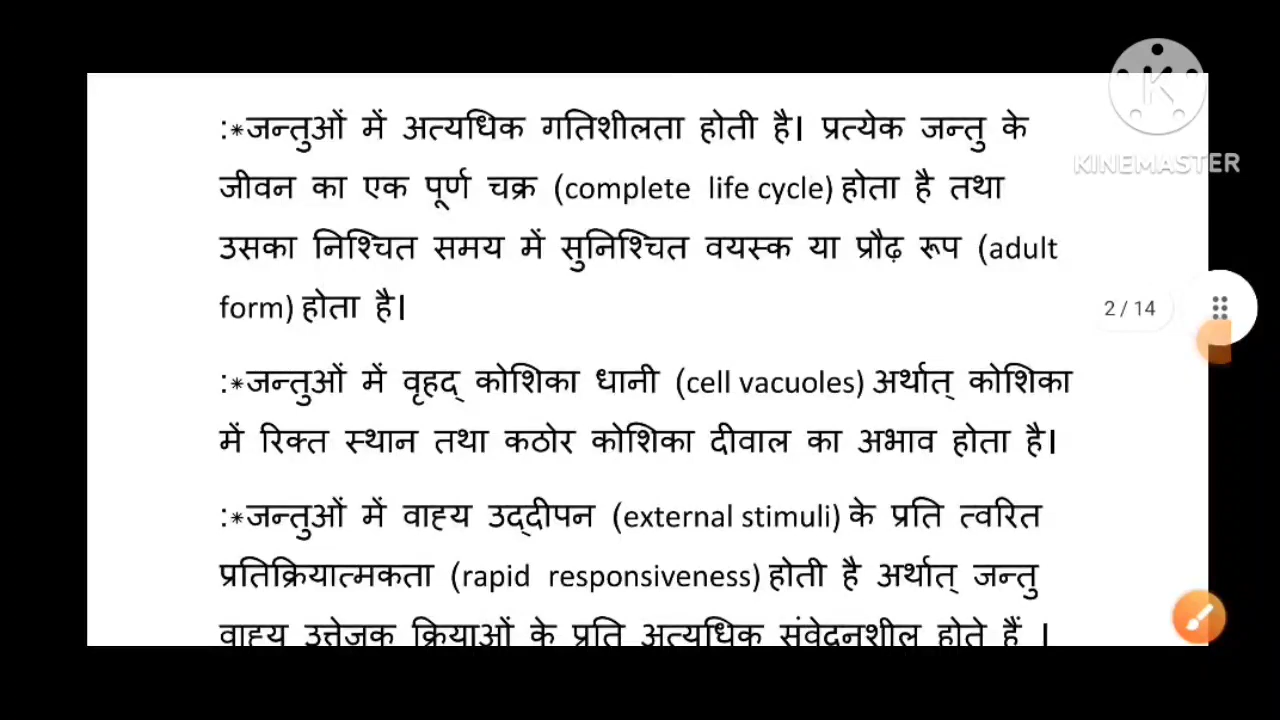 :*जन्तुओं में अत्यधिक गतिशीलता होती है। प्रत्येक जन्तु के
जीवन का एक पूर्ण चक्र (complete life cycle) होता है तथा
उसका निश्चित समय में सुनिश्चित वयस्क या प्रौढ़ रूप (adult
form) होता है।
:*जन्तुओं में वृहद् कोशिका धानी (cell vacuoles) अर्थात् कोशिका
में रिक्त स्थान तथा कठोर कोशिका दीवाल का अभाव होता है।
:*जन्तुओं में वाह्य उद्दीपन (external stimuli) के प्रति त्वरित
प्रतिक्रियात्मकता (rapid responsiveness) होती है अर्थात् जन्तु
वाह्य उत्तेजक क्रियाओं के प्रति अत्यधिक संवेदनशील होते हैं ।
K
KINEMASTER
2 / 14